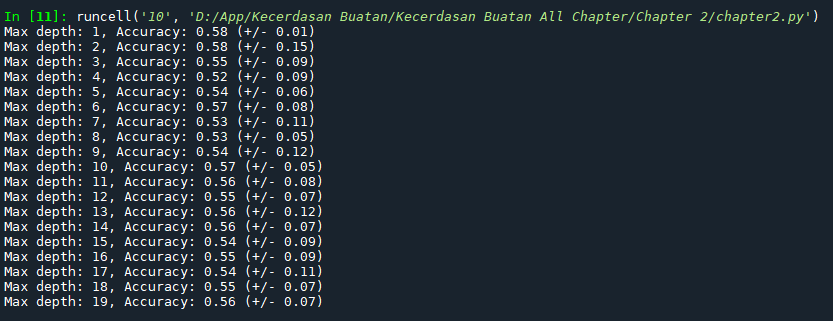 In [11]: runcell('10', 'D:/App/Kecerdasan Buatan/Kecerdasan Buatan All Chapter/Chapter 2/chapter2.py')
Max depth: 1, Accuracy: 0.58 (+/- 0.01)
Max depth: 2, Accuracy: 0.58 (+/- 0.15)
Max depth: 3, Accuracy: 0.55 (+/- 0.09)
Max depth: 4, Accuracy: 0.52 (+/- 0.09)
Max depth: 5, Accuracy: 0.54 (+/- 0.06)
Max depth: 6, Accuracy: 0.57 (+/- 0.08)
Max depth: 7, Accuracy: 0.53 (+/- 0.11)
Max depth: 8, Accuracy: 0.53 (+/- 0.05)
Max depth: 9, Accuracy: 0.54 (+/- 0.12)
Max depth: 10, Accuracy: 0.57 (+/- 0.05)
Max depth: 11, Accuracy: 0.56 (+/- 0.08)
Max depth: 12, Accuracy: 0.55 (+/- 0.07)
Max depth: 13, Accuracy: 0.56 (+/- 0.12)
Max depth: 14, Accuracy: 0.56 (+/- 0.07)
Max depth: 15, Accuracy: 0.54 (+/- 0.09)
Max depth: 16, Accuracy: 0.55 (+/- 0.09)
Max depth: 17, Accuracy: 0.54 (+/- 0.11)
Max depth: 18, Accuracy: 0.55 (+/- 0.07)
Max depth: 19, Accuracy: 0.56 (+/- 0.07)